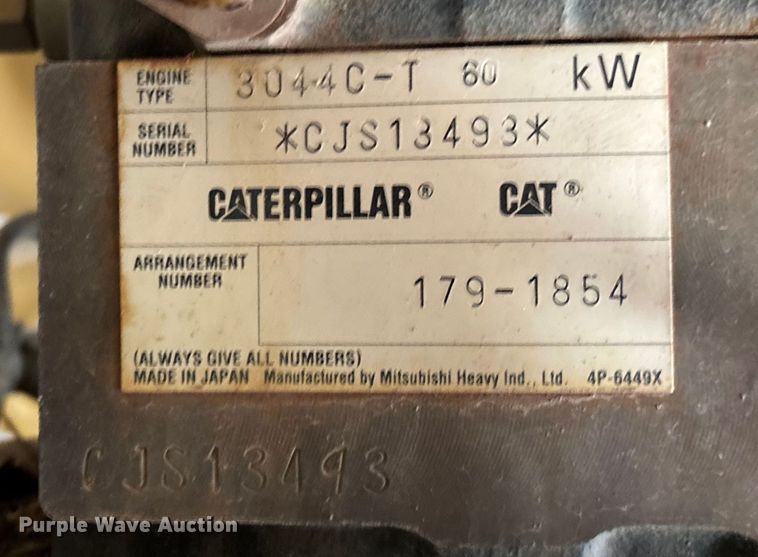 ENGINE TYPE 3044C-T 60 kW
SERIAL NUMBER *CJS13493*
CATERPILLAR® CAT®
ARRANGEMENT NUMBER 179-1854
(ALWAYS GIVE ALL NUMBERS)
MADE IN JAPAN Manufactured by Mitsubishi Heavy Ind., Ltd. 4P-6449X
CJS13493
Purple Wave Auction